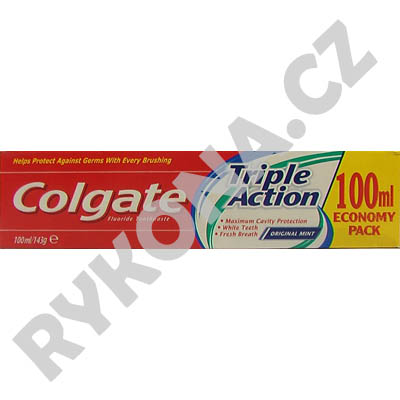 Helps Protect Against Germs With Every Brushing
Colgate
Fluoride Toothpaste
100ml/143g e
Triple
Action
• Maximum Cavity Protection
• White Teeth
• Fresh Breath
ORIGINAL MINT
100ml
ECONOMY
PACK
RYKONA.CZ